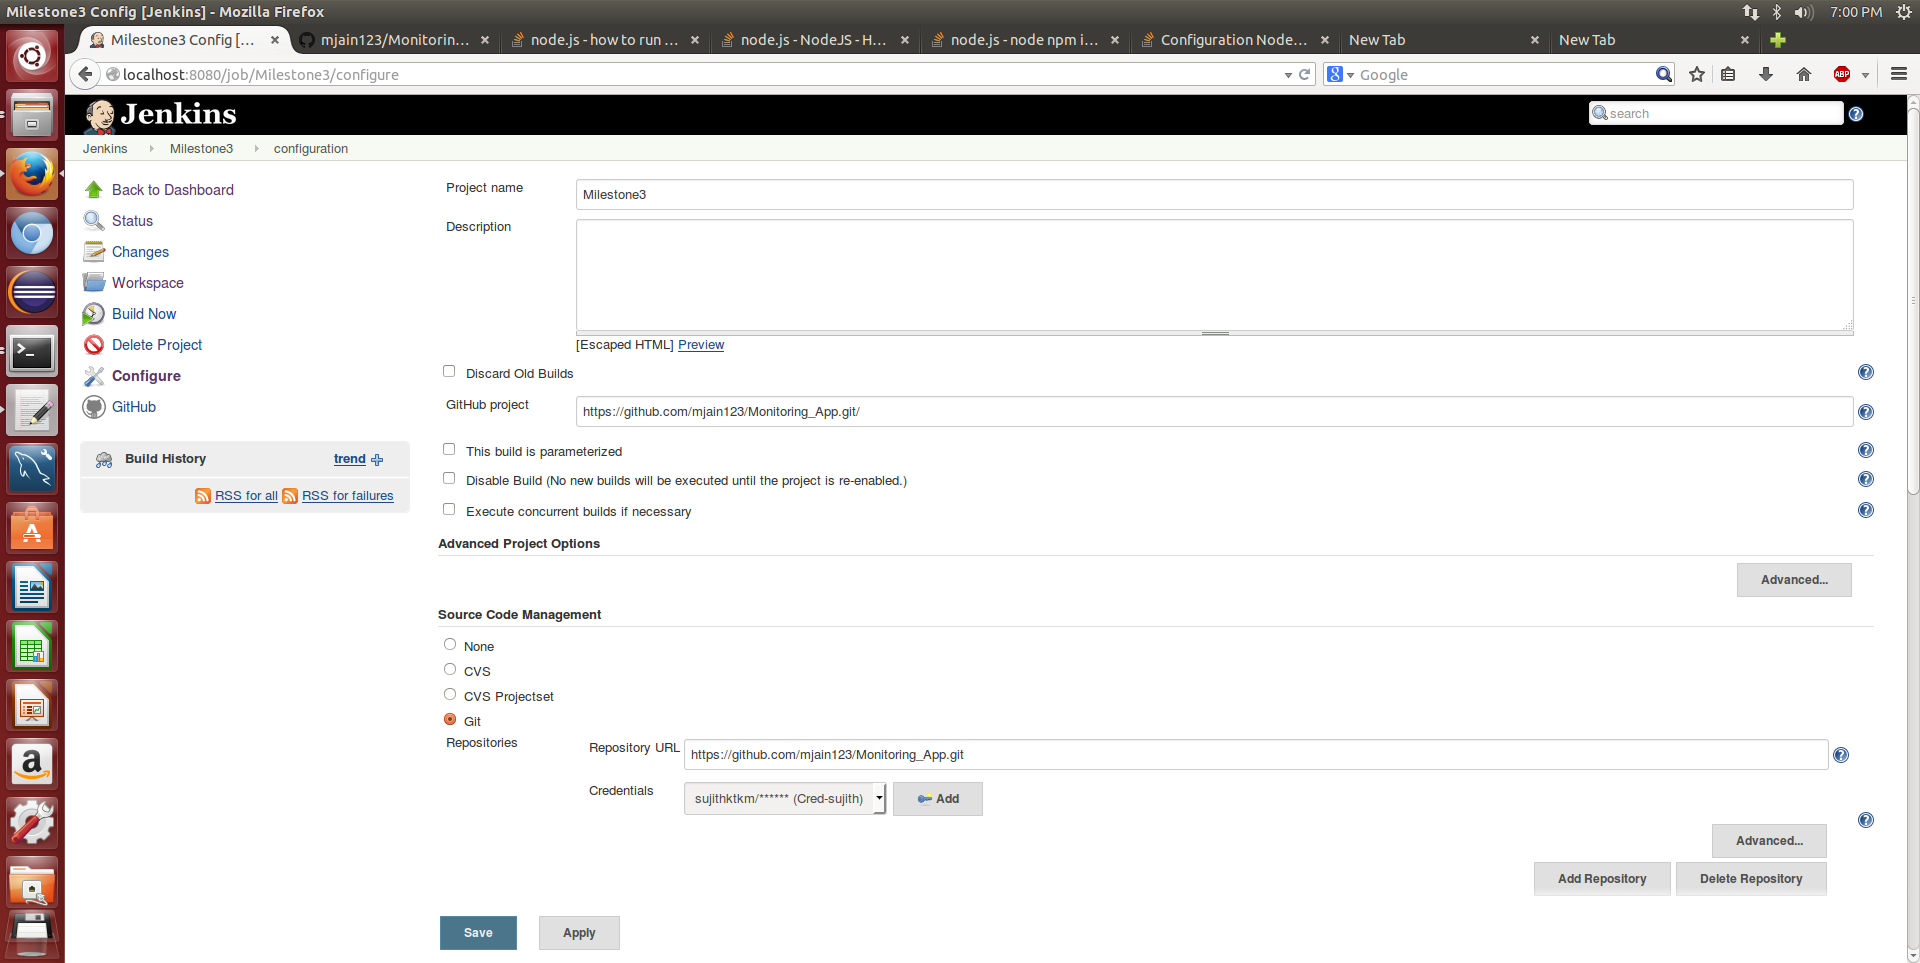 Milestone3 Config [Jenkins] - Mozilla Firefox
7:00 PM
Milestone3 Config [...
mjain123/Monitorin...
node.js - how to run ...
node.js - NodeJS - H...
node.js - node npm i...
Configuration Node...
New Tab
New Tab
localhost:8080/job/Milestone3/configure
8
Google
ABP
Jenkins
search
Jenkins
Milestone3
configuration
Back to Dashboard
Status
Changes
Workspace
Build Now
Delete Project
Configure
GitHub
Build History
trend
RSS for all
RSS for failures
Project name
Milestone3
Description
[Escaped HTML] Preview
Discard Old Builds
GitHub project
https://github.com/mjain123/Monitoring_App.git/
This build is parameterized
Disable Build (No new builds will be executed until the project is re-enabled.)
Execute concurrent builds if necessary
Advanced Project Options
Advanced...
Source Code Management
None
CVS
CVS Projectset
Git
Repositories
Repository URL
https://github.com/mjain123/Monitoring_App.git
Credentials
sujithktkm/****** (Cred-sujith)
Add
Advanced...
Add Repository
Delete Repository
Save
Apply